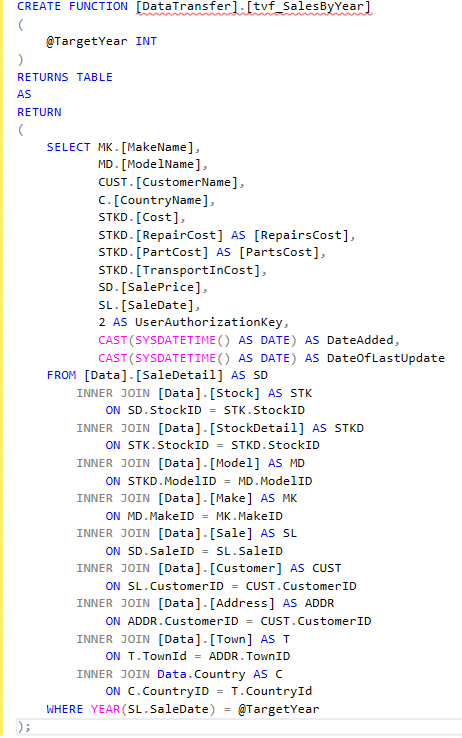 CREATE FUNCTION [DataTransfer].[tvf_SalesByYear]
(
    @TargetYear INT
)
RETURNS TABLE
AS
RETURN
(
    SELECT MK.[MakeName],
           MD.[ModelName],
           CUST.[CustomerName],
           C.[CountryName],
           STKD.[Cost],
           STKD.[RepairCost] AS [RepairsCost],
           STKD.[PartCost] AS [PartsCost],
           STKD.[TransportInCost],
           SD.[SalePrice],
           SL.[SaleDate],
           2 AS UserAuthorizationKey,
           CAST(SYSDATETIME() AS DATE) AS DateAdded,
           CAST(SYSDATETIME() AS DATE) AS DateOfLastUpdate
    FROM [Data].[SaleDetail] AS SD
        INNER JOIN [Data].[Stock] AS STK
            ON SD.StockID = STK.StockID
        INNER JOIN [Data].[StockDetail] AS STKD
            ON STK.StockID = STKD.StockID
        INNER JOIN [Data].[Model] AS MD
            ON STKD.ModelID = MD.ModelID
        INNER JOIN [Data].[Make] AS MK
            ON MD.MakeID = MK.MakeID
        INNER JOIN [Data].[Sale] AS SL
            ON SD.SaleID = SL.SaleID
        INNER JOIN [Data].[Customer] AS CUST
            ON SL.CustomerID = CUST.CustomerID
        INNER JOIN [Data].[Address] AS ADDR
            ON ADDR.CustomerID = CUST.CustomerID
        INNER JOIN [Data].[Town] AS T
            ON T.TownId = ADDR.TownID
        INNER JOIN Data.Country AS C
            ON C.CountryID = T.CountryId
    WHERE YEAR(SL.SaleDate) = @TargetYear
);